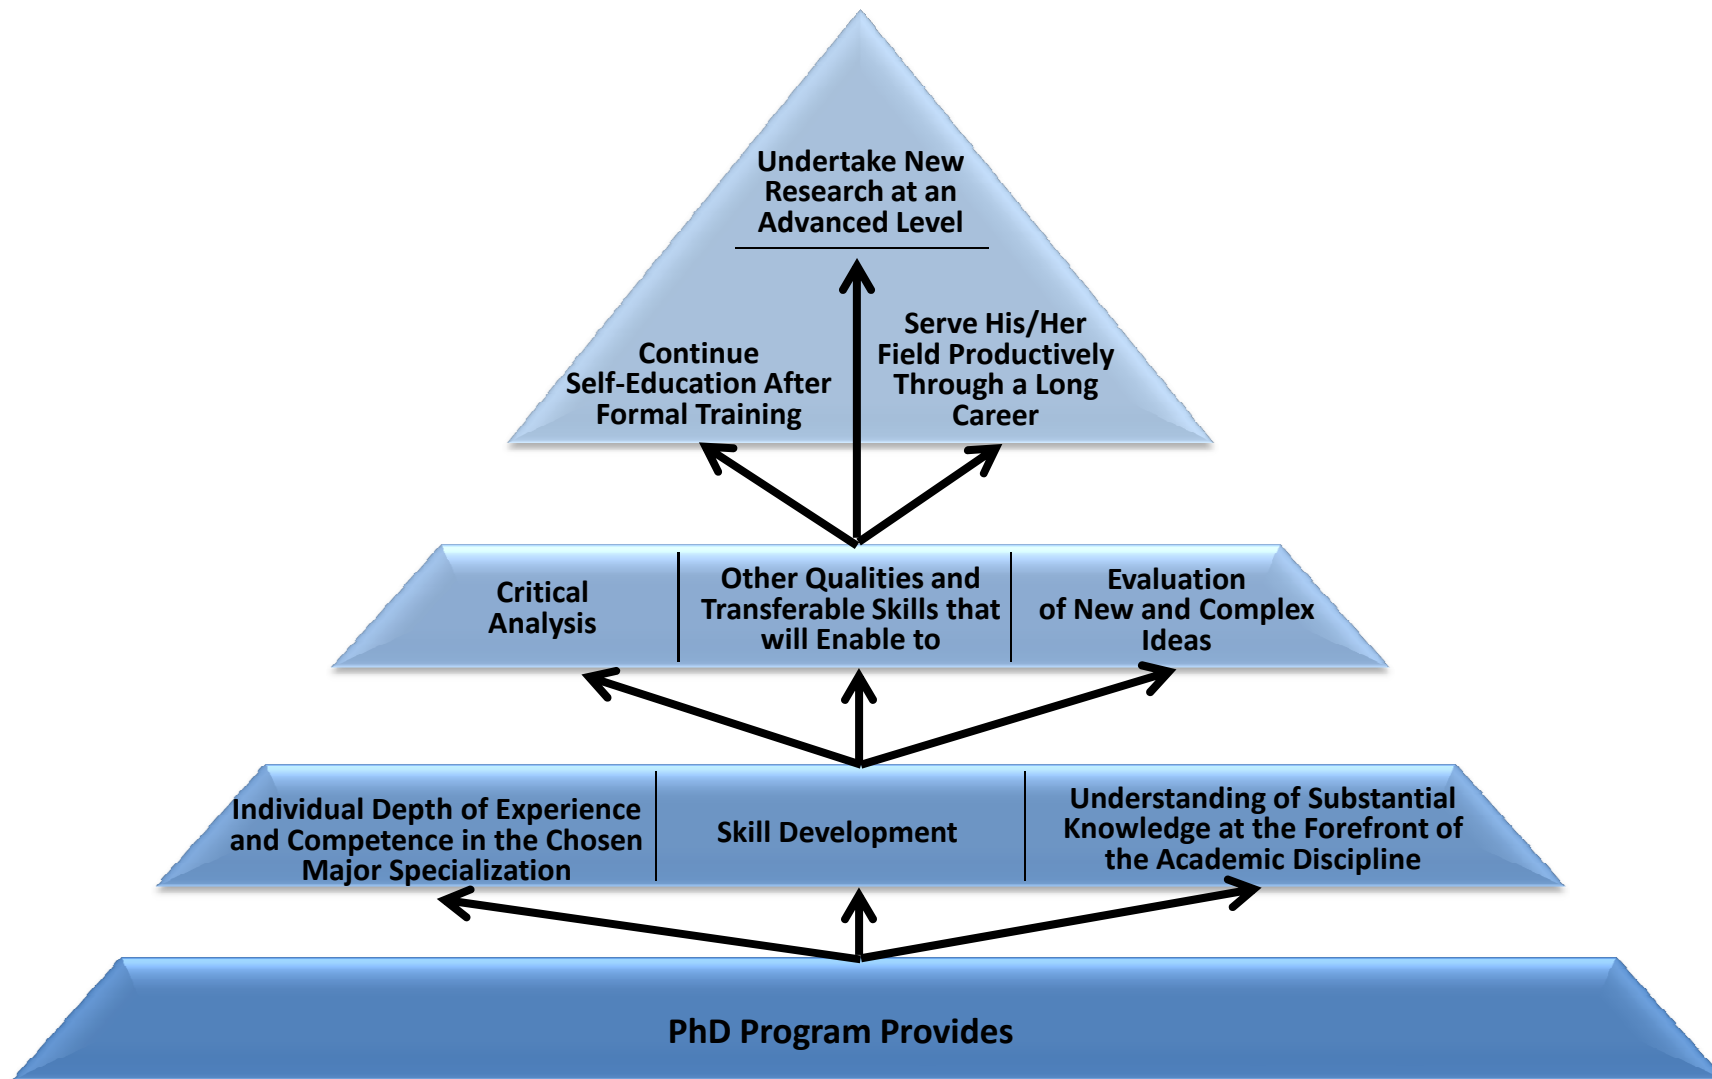 Undertake New
Research at an
Advanced Level
Continue
Self-Education After
Formal Training
Serve His/Her
Field Productively
Through a Long
Career
Critical
Analysis
Other Qualities and
Transferable Skills that
will Enable to
Evaluation
of New and Complex
Ideas
Individual Depth of Experience
and Competence in the Chosen
Major Specialization
Skill Development
Understanding of Substantial
Knowledge at the Forefront of
the Academic Discipline
PhD Program Provides